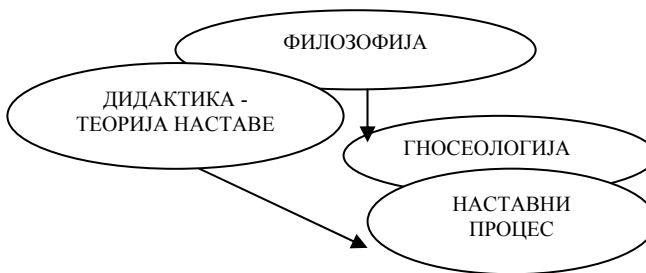 ФИЛОЗОФИЈА
ДИДАКТИКА -
ТЕОРИЈА НАСТАВЕ
ГНОСЕОЛОГИЈА
НАСТАВНИ
ПРОЦЕС